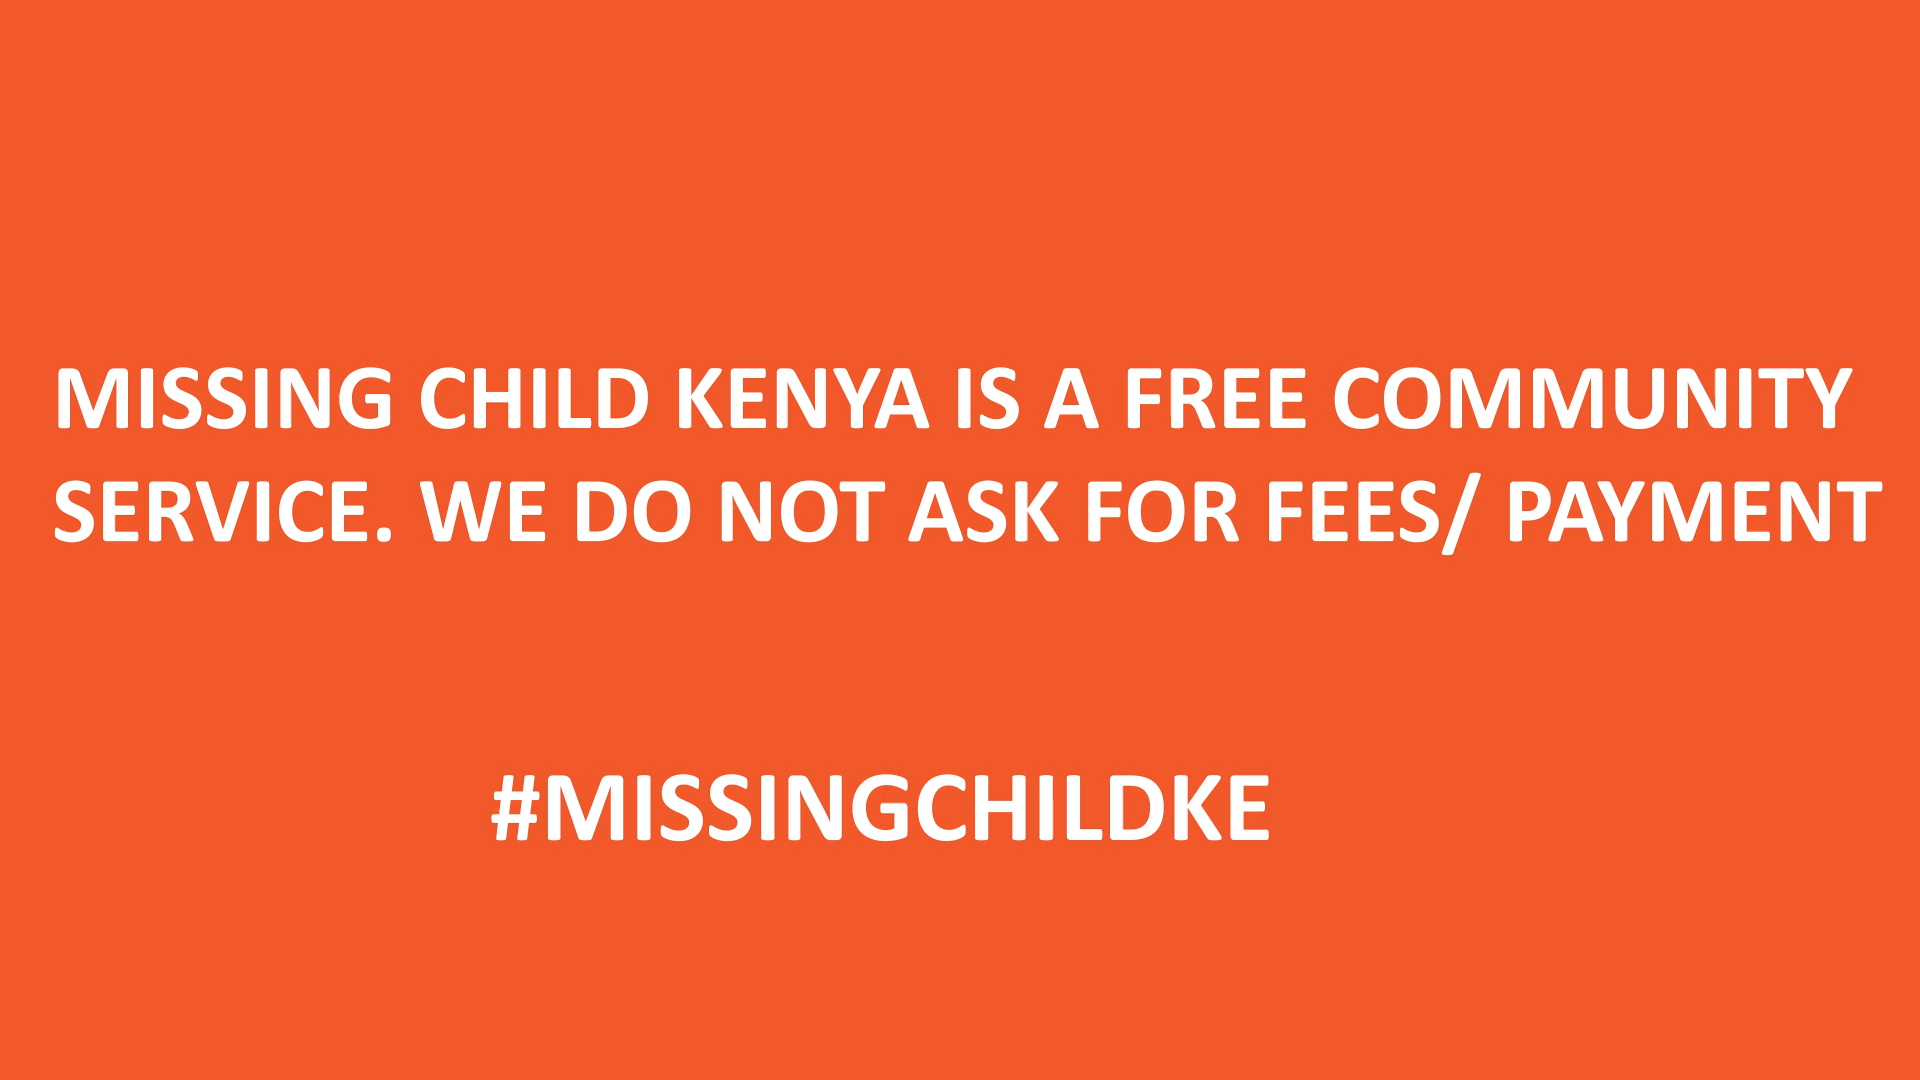 MISSING CHILD KENYA IS A FREE COMMUNITY
SERVICE. WE DO NOT ASK FOR FEES/ PAYMENT
#MISSINGCHILDKE